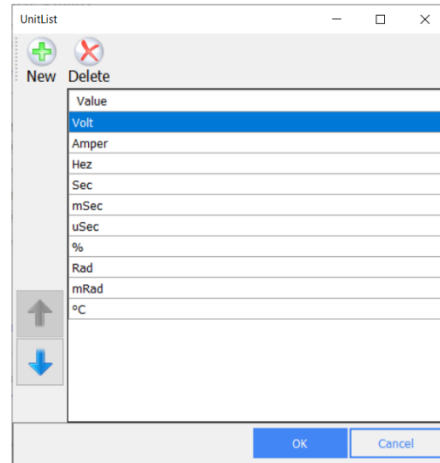 UnitList
New Delete
Value
Volt
Amper
Hez
Sec
mSec
uSec
%
Rad
mRad
°C
OK Cancel